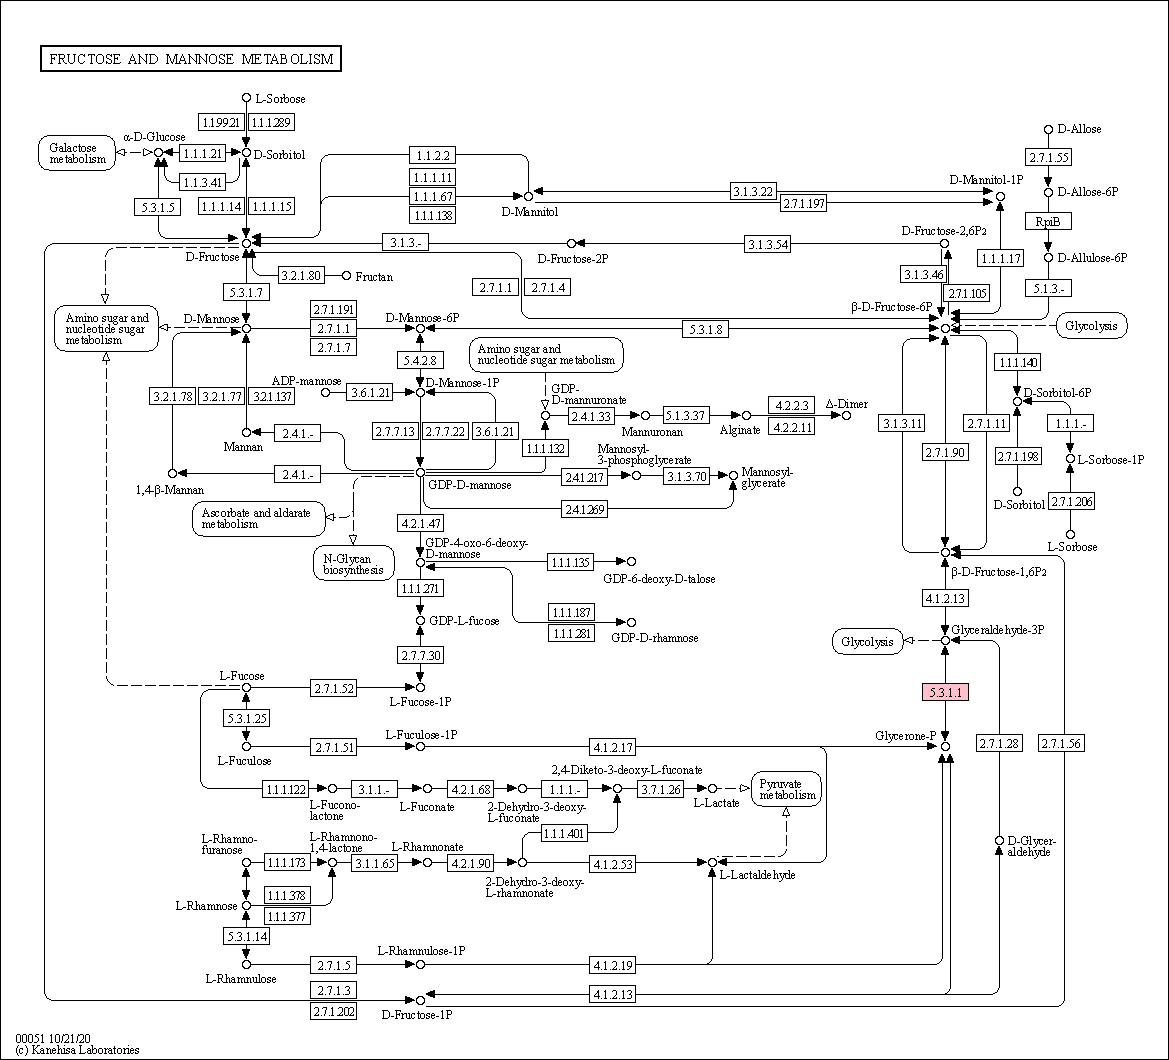 FRUCTOSE AND MANNOSE METABOLISM
L-Sorbose
1.1.99.21
1.1.1.289
Galactose
metabolism
α-D-Glucose
1.1.1.21
D-Sorbitol
1.1.3.41
5.3.1.5
1.1.1.14
1.1.1.15
1.1.2.2
1.1.1.11
1.1.1.67
1.1.1.138
D-Mannitol
3.1.3.22
2.7.1.197
D-Mannitol-1P
D-Allose
2.7.1.55
D-Allose-6P
RpiB
D-Allulose-6P
5.1.3.-
D-Fructose
3.1.3.-
D-Fructose-2P
3.1.3.54
D-Fructose-2,6P2
1.1.1.17
3.2.1.80
Fructan
3.1.3.46
2.7.1.105
5.3.1.7
2.7.1.1
2.7.1.4
β-D-Fructose-6P
Amino sugar and
nucleotide sugar
metabolism
D-Mannose
2.7.1.191
2.7.1.1
2.7.1.7
D-Mannose-6P
5.3.1.8
Glycolysis
5.4.2.8
Amino sugar and
nucleotide sugar metabolism
1.1.1.140
ADP-mannose
3.6.1.21
D-Mannose-1P
GDP-
D-mannuronate
3.2.1.78
3.2.1.77
3.2.1.137
D-Sorbitol-6P
2.4.1.33
Mannuronan
5.1.3.37
Alginate
4.2.2.3
4.2.2.11
Δ-Dimer
Mannan
2.4.1.-
2.7.7.13
2.7.7.22
3.6.1.21
1.1.1.132
3.1.3.11
2.7.1.90
2.7.1.11
1.1.1.-
2.7.1.198
L-Sorbose-1P
1,4-β-Mannan
2.4.1.-
GDP-D-mannose
2.4.1.217
Mannosyl-
3-phosphoglycerate
3.1.3.70
Mannosyl-
glycerate
2.4.1.269
D-Sorbitol
2.7.1.206
L-Sorbose
Ascorbate and aldarate
metabolism
4.2.1.47
N-Glycan
biosynthesis
GDP-4-oxo-6-deoxy-
D-mannose
1.1.1.135
GDP-6-deoxy-D-talose
β-D-Fructose-1,6P2
1.1.1.271
4.1.2.13
GDP-L-fucose
1.1.1.187
1.1.1.281
GDP-D-rhamnose
Glycolysis
Glyceraldehyde-3P
2.7.7.30
L-Fucose
2.7.1.52
L-Fucose-1P
5.3.1.1
5.3.1.25
L-Fuculose
2.7.1.51
L-Fuculose-1P
4.1.2.17
Glycerone-P
2.7.1.28
2.7.1.56
1.1.1.122
L-Fucono-
lactone
3.1.1.-
L-Fuconate
4.2.1.68
2-Dehydro-3-deoxy-
L-fuconate
1.1.1.-
2,4-Diketo-3-deoxy-L-fuconate
3.7.1.26
L-Lactate
Pyruvate
metabolism
1.1.1.401
L-Rhamno-
furanose
1.1.1.173
L-Rhamnono-
1,4-lactone
3.1.1.65
L-Rhamnonate
4.2.1.90
2-Dehydro-3-deoxy-
L-rhamnonate
4.1.2.53
L-Lactaldehyde
D-Glycer-
aldehyde
L-Rhamnose
1.1.1.378
1.1.1.377
5.3.1.14
L-Rhamnulose
2.7.1.5
L-Rhamnulose-1P
4.1.2.19
2.7.1.3
2.7.1.202
D-Fructose-1P
4.1.2.13
00051 10/21/20
(c) Kanehisa Laboratories